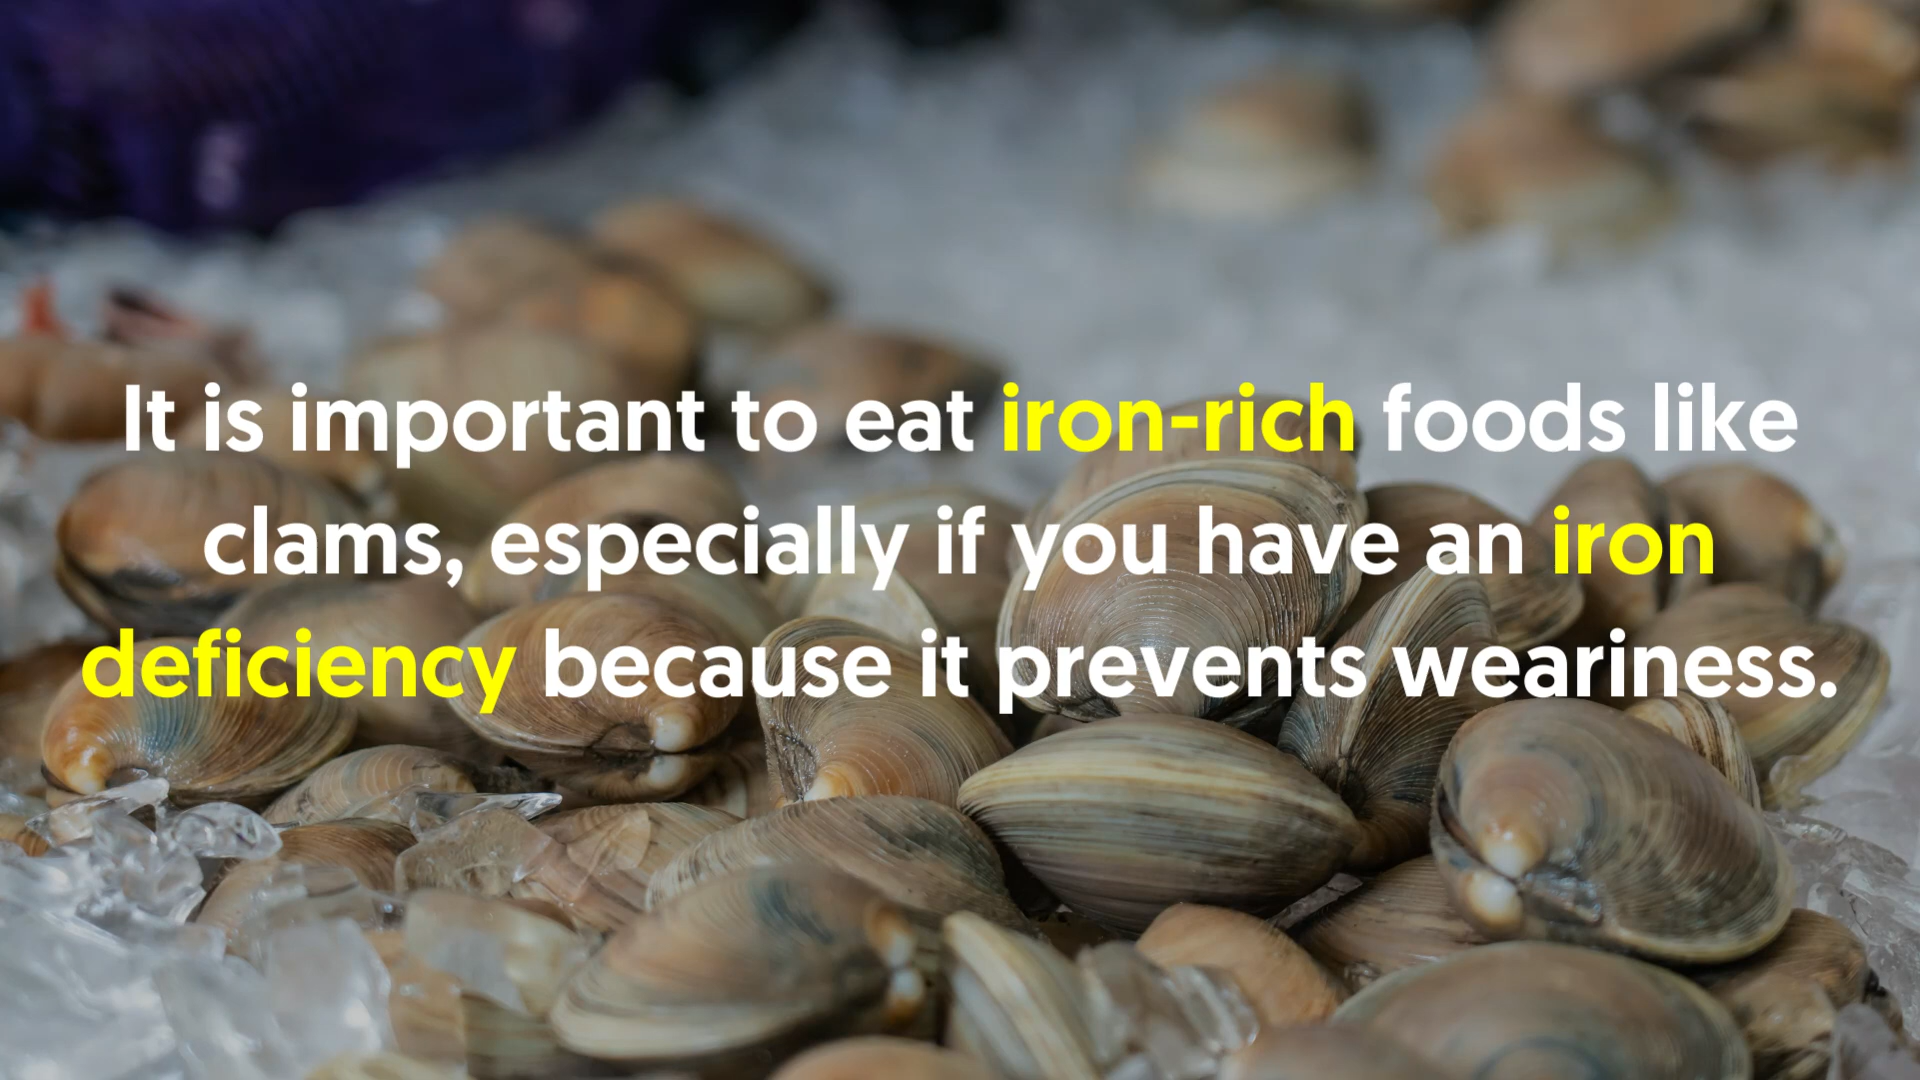 It is important to eat iron-rich foods like
clams, especially if you have an iron
deficiency because it prevents weariness.